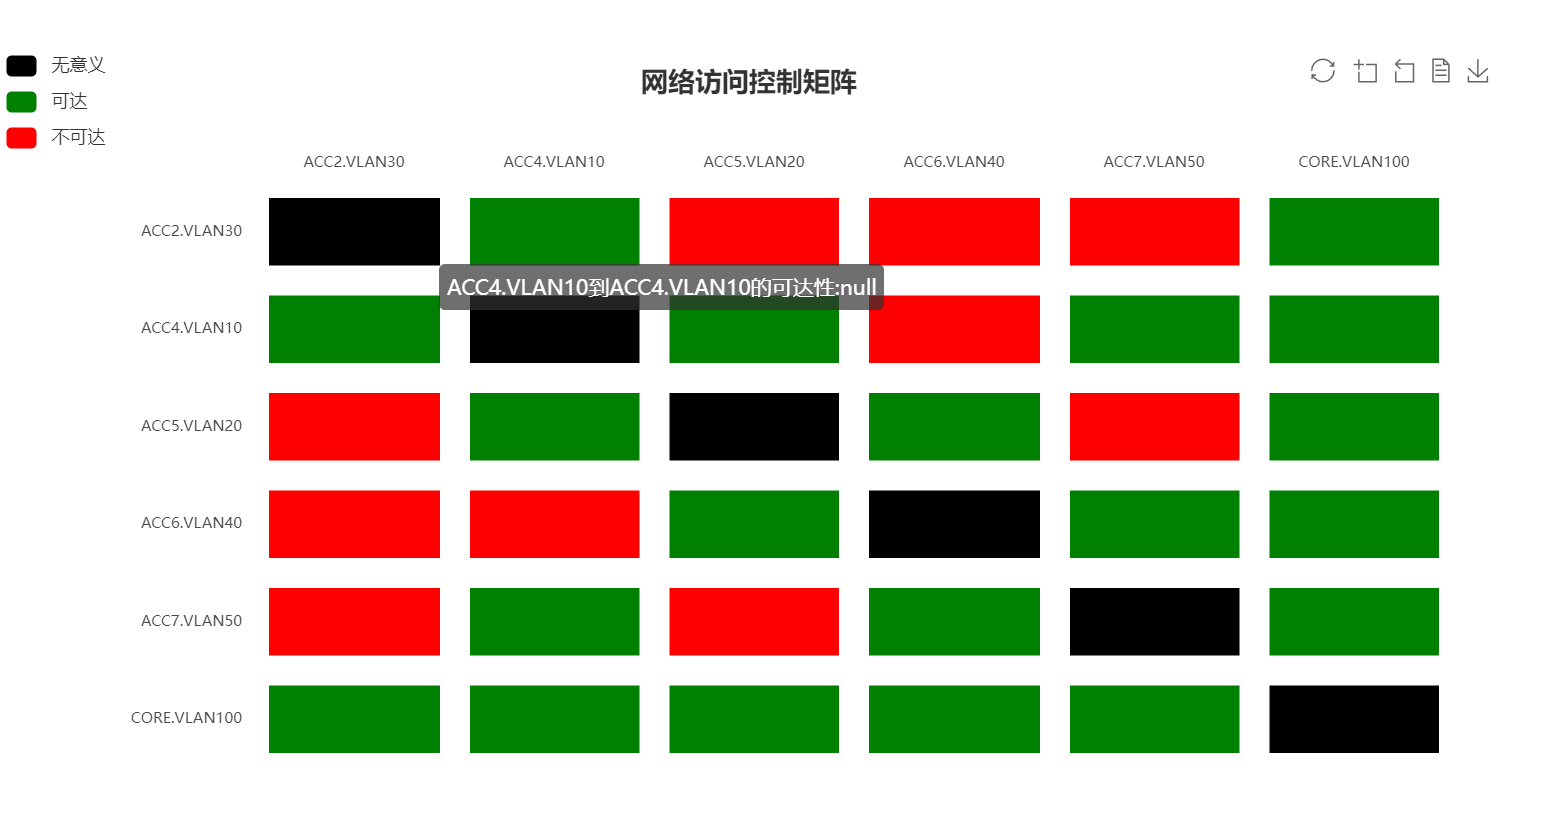 无意义
可达
不可达
网络访问控制矩阵
ACC2.VLAN30 ACC4.VLAN10 ACC5.VLAN20 ACC6.VLAN40 ACC7.VLAN50 CORE.VLAN100
ACC2.VLAN30
ACC4.VLAN10到ACC4.VLAN10的可达性:null
ACC4.VLAN10
ACC5.VLAN20
ACC6.VLAN40
ACC7.VLAN50
CORE.VLAN100